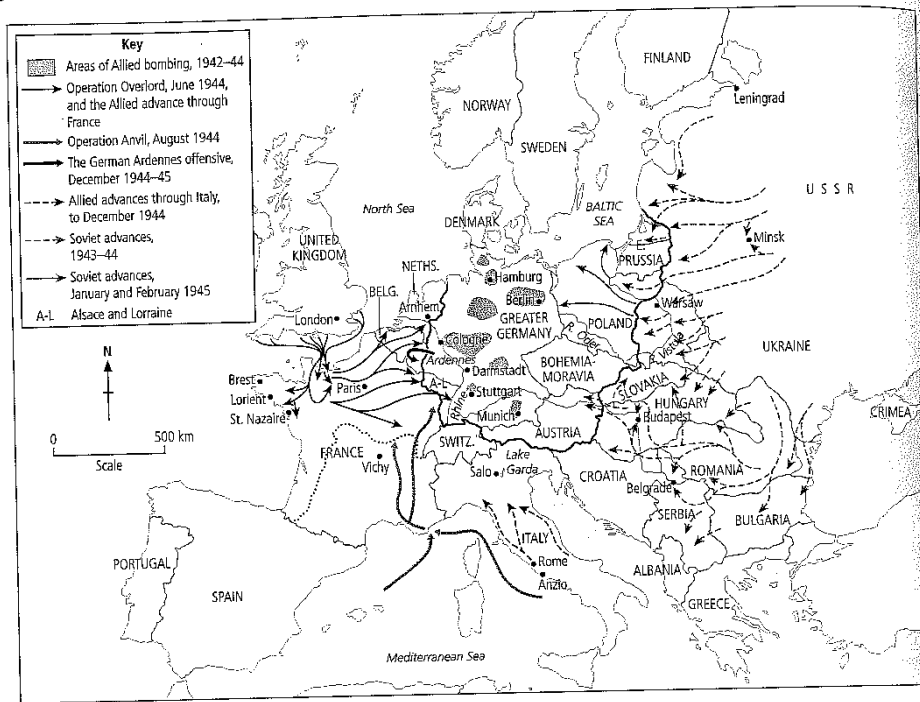 Key
Areas of Allied bombing, 1942–44
Operation Overlord, June 1944,
and the Allied advance through
France
Operation Anvil, August 1944
The German Ardennes offensive,
December 1944–45
Allied advances through Italy,
to December 1944
Soviet advances,
1943–44
Soviet advances,
January and February 1945
A-L Alsace and Lorraine
N
0 500 km
Scale
FINLAND
NORWAY
Leningrad
SWEDEN
U S S R
North Sea
BALTIC
SEA
DENMARK
Minsk
UNITED
KINGDOM
E.
PRUSSIA
NETHS.
Hamburg
BELG.
Berlin
Warsaw
Arnhem
GREATER
GERMANY
London
POLAND
R. Oder
R. Vistula
UKRAINE
Cologne
Ardennes
BOHEMIA-
MORAVIA
Darmstadt
Brest
Paris
A-L
SLOVAKIA
Lorient
Stuttgart
Rhine
HUNGARY
St. Nazaire
Munich
Budapest
CRIMEA
AUSTRIA
FRANCE
SWITZ.
Vichy
Lake
Garda
Salo
CROATIA
ROMANIA
Belgrade
SERBIA
BULGARIA
ITALY
PORTUGAL
Rome
ALBANIA
Anzio
SPAIN
GREECE
Mediterranean Sea